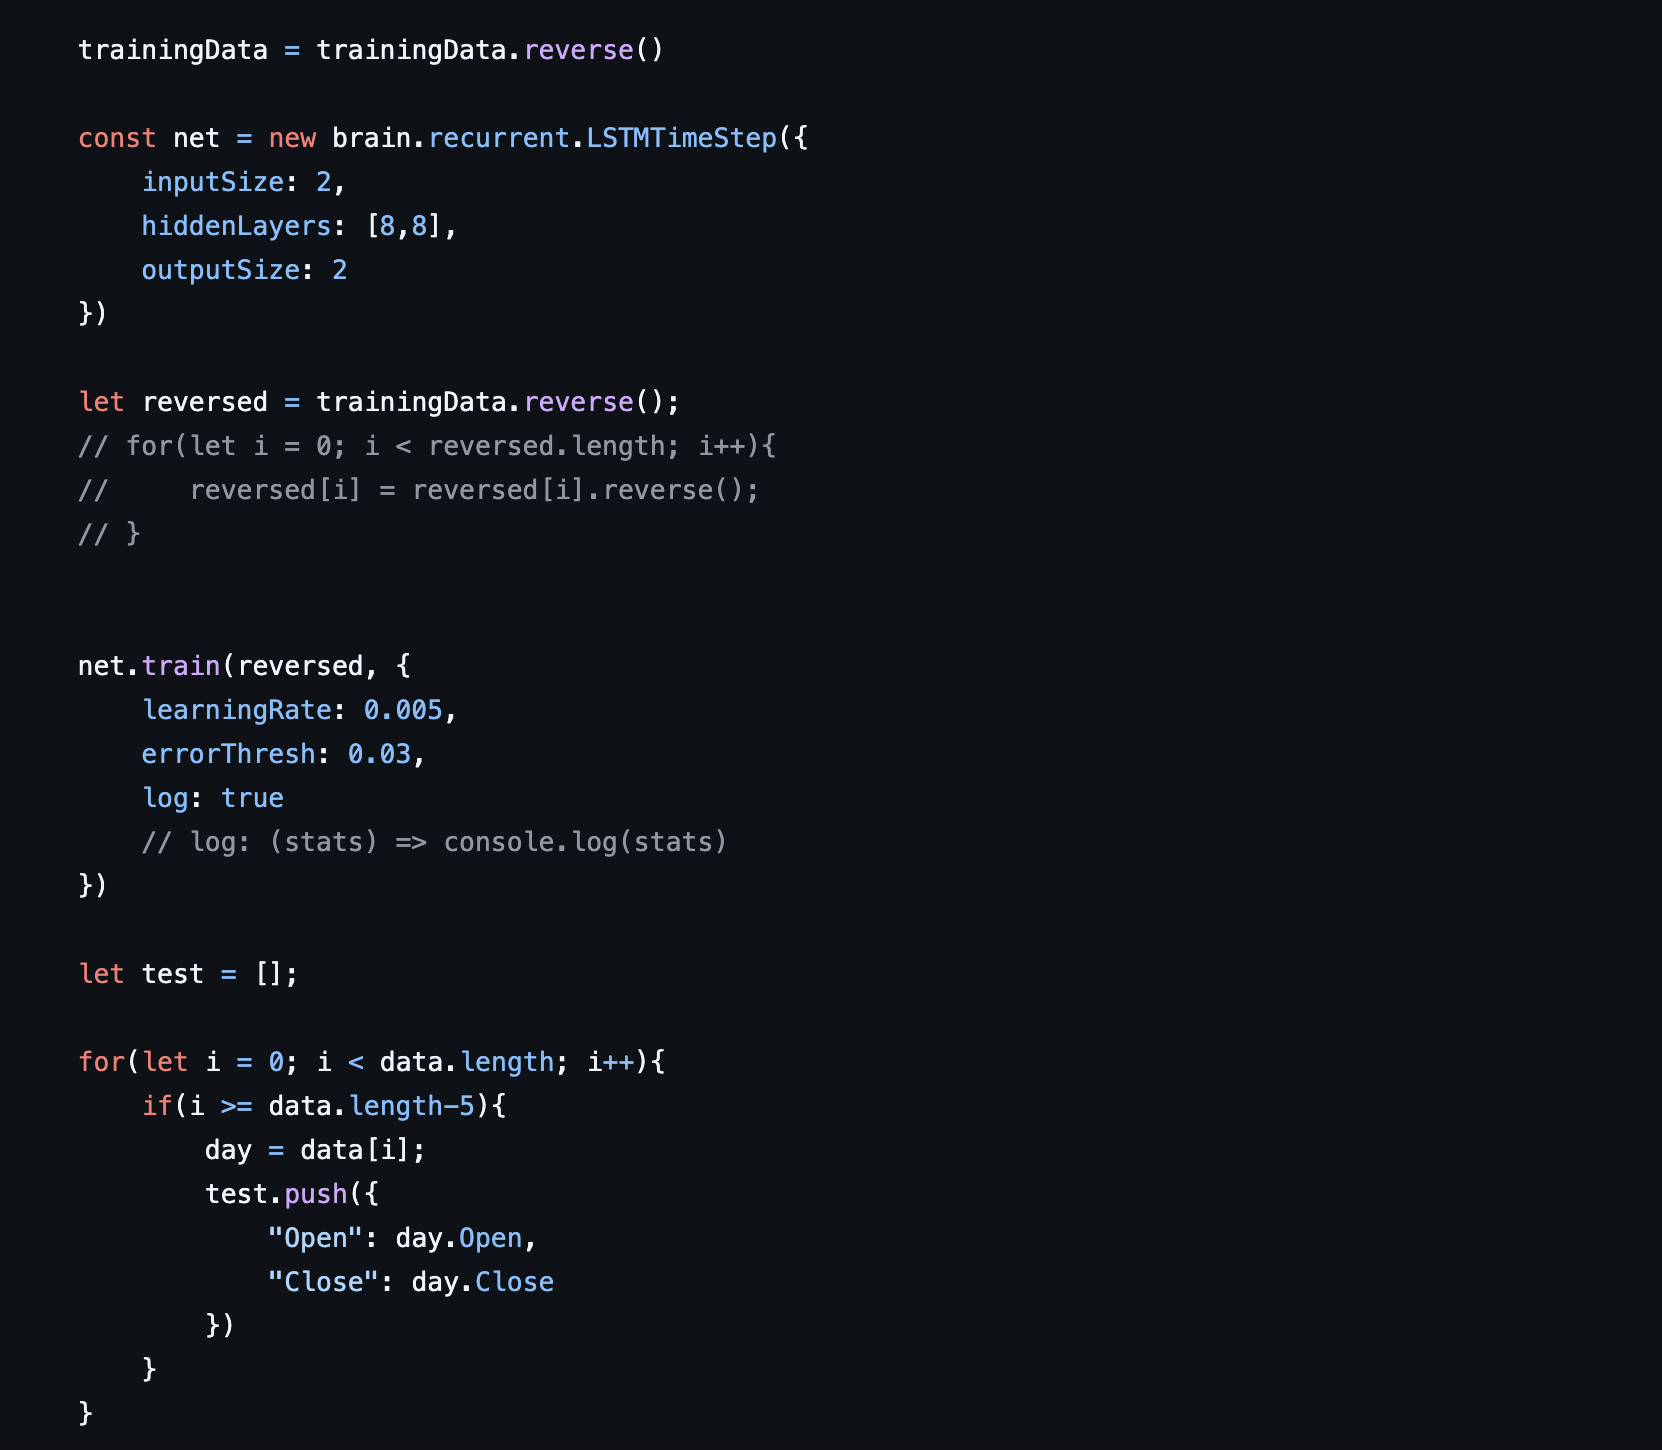 trainingData = trainingData.reverse()

const net = new brain.recurrent.LSTMTimeStep({
    inputSize: 2,
    hiddenLayers: [8,8],
    outputSize: 2
})

let reversed = trainingData.reverse();
// for(let i = 0; i < reversed.length; i++){
//     reversed[i] = reversed[i].reverse();
// }


net.train(reversed, {
    learningRate: 0.005,
    errorThresh: 0.03,
    log: true
    // log: (stats) => console.log(stats)
})

let test = [];

for(let i = 0; i < data.length; i++){
    if(i >= data.length-5){
        day = data[i];
        test.push({
            "Open": day.Open,
            "Close": day.Close
        })
    }
}